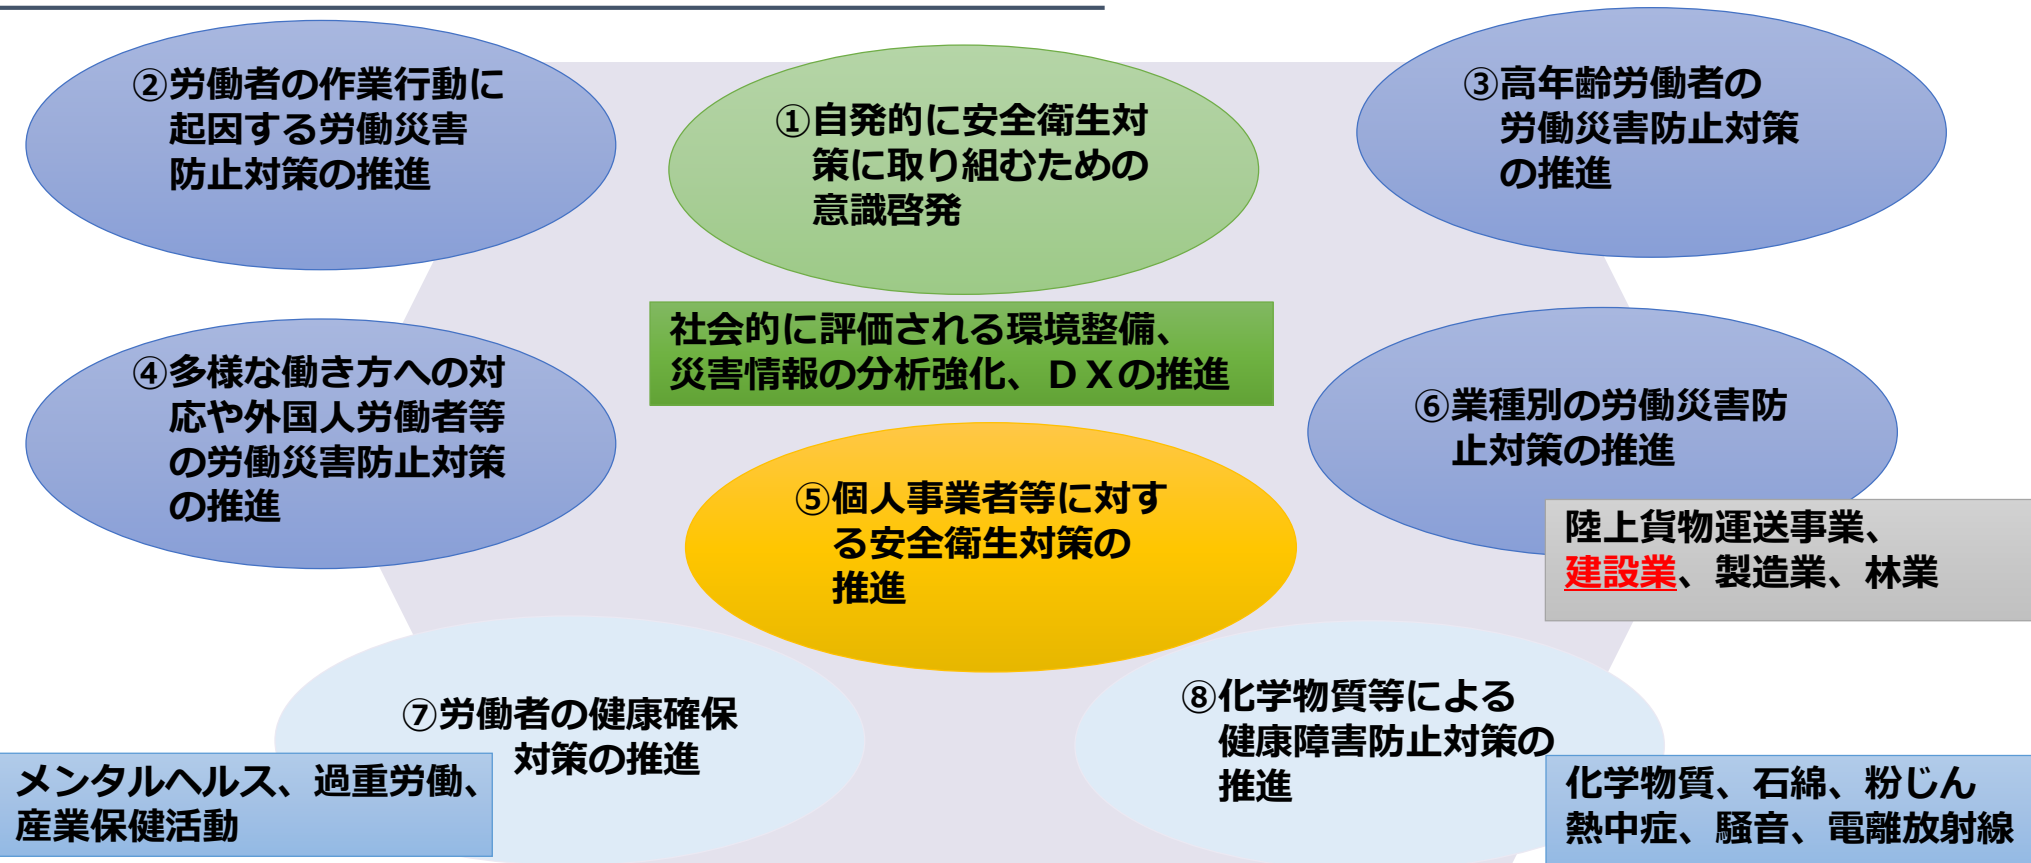 ②労働者の作業行動に
起因する労働災害
防止対策の推進
①自発的に安全衛生対
策に取り組むための
意識啓発
③高年齢労働者の
労働災害防止対策
の推進
社会的に評価される環境整備、
災害情報の分析強化、ＤＸの推進
④多様な働き方への対
応や外国人労働者等
の労働災害防止対策
の推進
⑤個人事業者等に対す
る安全衛生対策の
推進
⑥業種別の労働災害防
止対策の推進
陸上貨物運送事業、
建設業、製造業、林業
⑦労働者の健康確保
対策の推進
メンタルヘルス、過重労働、
産業保健活動
⑧化学物質等による
健康障害防止対策の
推進
化学物質、石綿、粉じん
熱中症、騒音、電離放射線